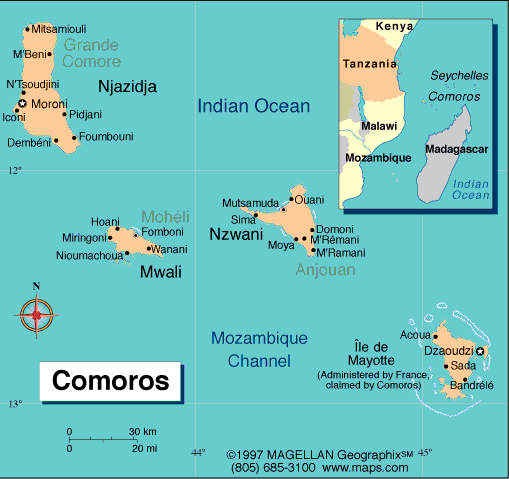 Mitsamiouli
Grande
Comore
M'Beni
Njazidja
N'Tsoudjini
Moroni
Iconi
Pidjani
Foumbouni
Dembéni
Indian Ocean
Kenya
Tanzania
Seychelles
Comoros
Malawi
Madagascar
Mozambique
Indian
Ocean
12°
Mohéli
Hoani
Fomboni
Miringoni
Wanani
Nioumachoua
Mwali
Ouani
Mutsamuda
Sima
Nzwani
Domoni
Moya
M'Rémani
M'Ramani
Anjouan
N
Mozambique
Channel
Acoua
Île de
Mayotte
(Administered by France,
claimed by Comoros)
Dzaoudzi
Sada
Bandrélé
Comoros
13°
0 30 km
0 20 mi
44°
45°
©1997 MAGELLAN Geographix℠
(805) 685-3100 www.maps.com